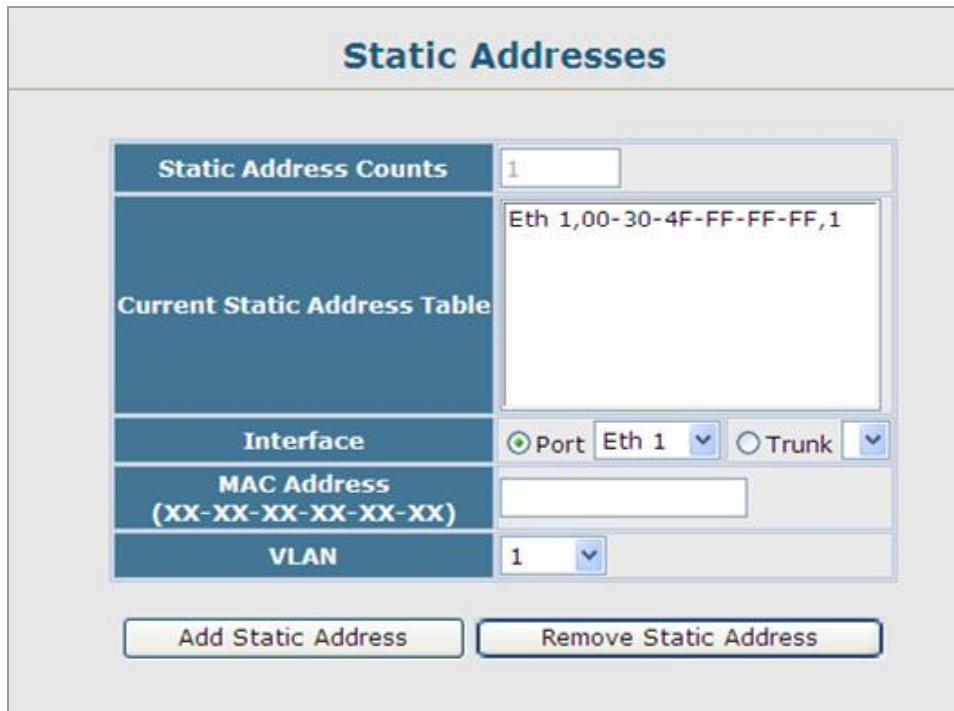 Static Addresses
Static Address Counts 1
Current Static Address Table Eth 1,00-30-4F-FF-FF-FF,1
Interface Port Eth 1 Trunk
MAC Address
(XX-XX-XX-XX-XX-XX)
VLAN 1
Add Static Address Remove Static Address